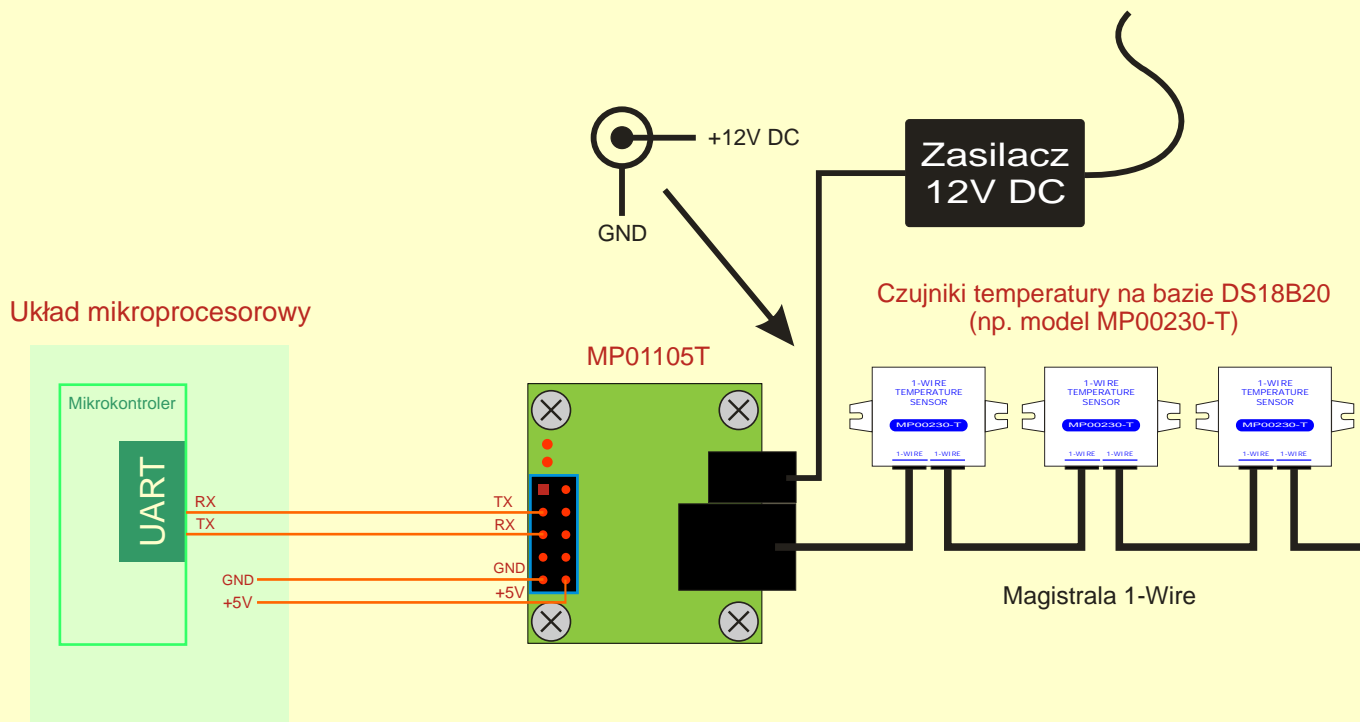 +12V DC
GND
Zasilacz
12V DC
Czujniki temperatury na bazie DS18B20
(np. model MP00230-T)
Układ mikroprocesorowy
MP01105T
Mikrokontroler
UART
RX
TX
TX
RX
GND
+5V
GND
+5V
1-WIRE
TEMPERATURE
SENSOR
MP00230-T
1-WIRE 1-WIRE
1-WIRE
TEMPERATURE
SENSOR
MP00230-T
1-WIRE 1-WIRE
1-WIRE
TEMPERATURE
SENSOR
MP00230-T
1-WIRE 1-WIRE
Magistrala 1-Wire